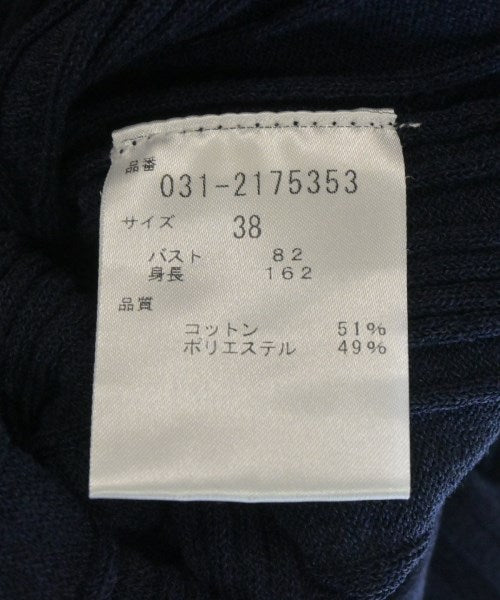 品番
031-2175353
サイズ 38
バスト 82
身長 162
品質
コットン 51%
ポリエステル 49%